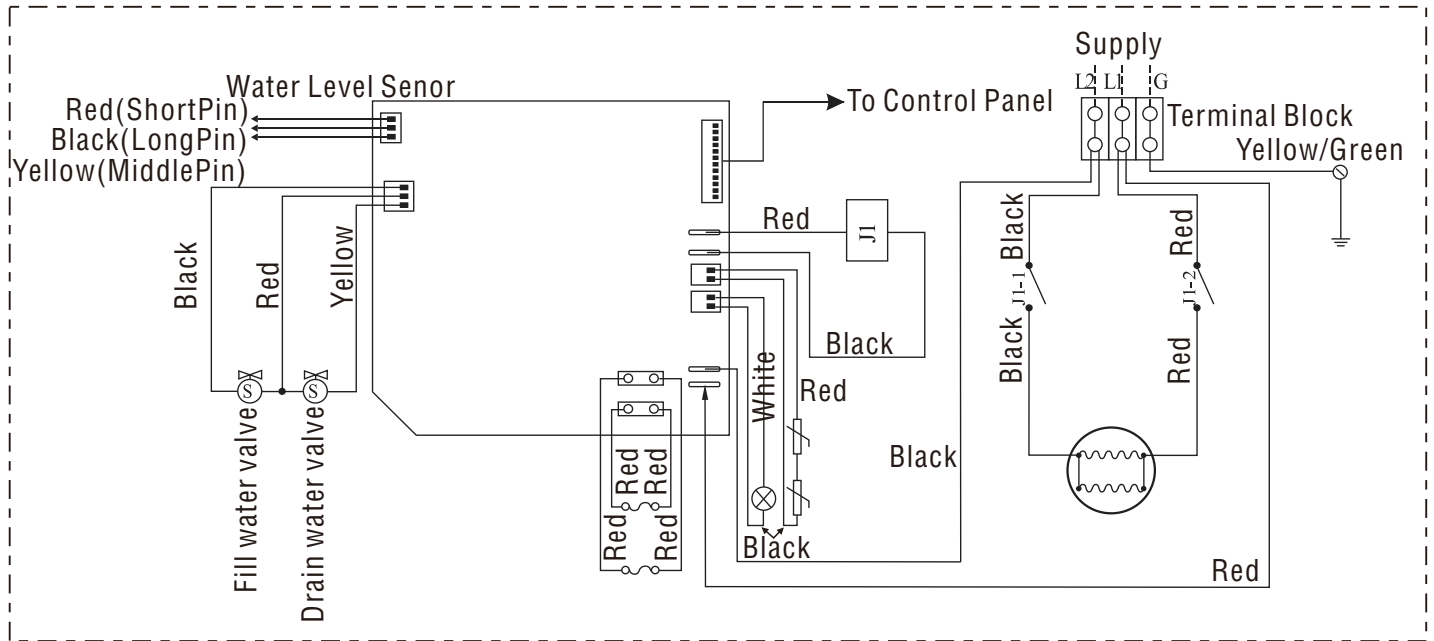 Supply
L2 L1 G
Water Level Senor
Red(ShortPin)
Black(LongPin)
Yellow(MiddlePin)
To Control Panel
Terminal Block
Yellow/Green
Red
J1
Black
Black
Red
Yellow
Black
Red
J1-1
J1-2
Black
Red
White
Red
Black
S
S
Fill water valve
Drain water valve
Red
Red
Red
Red
Black
Red